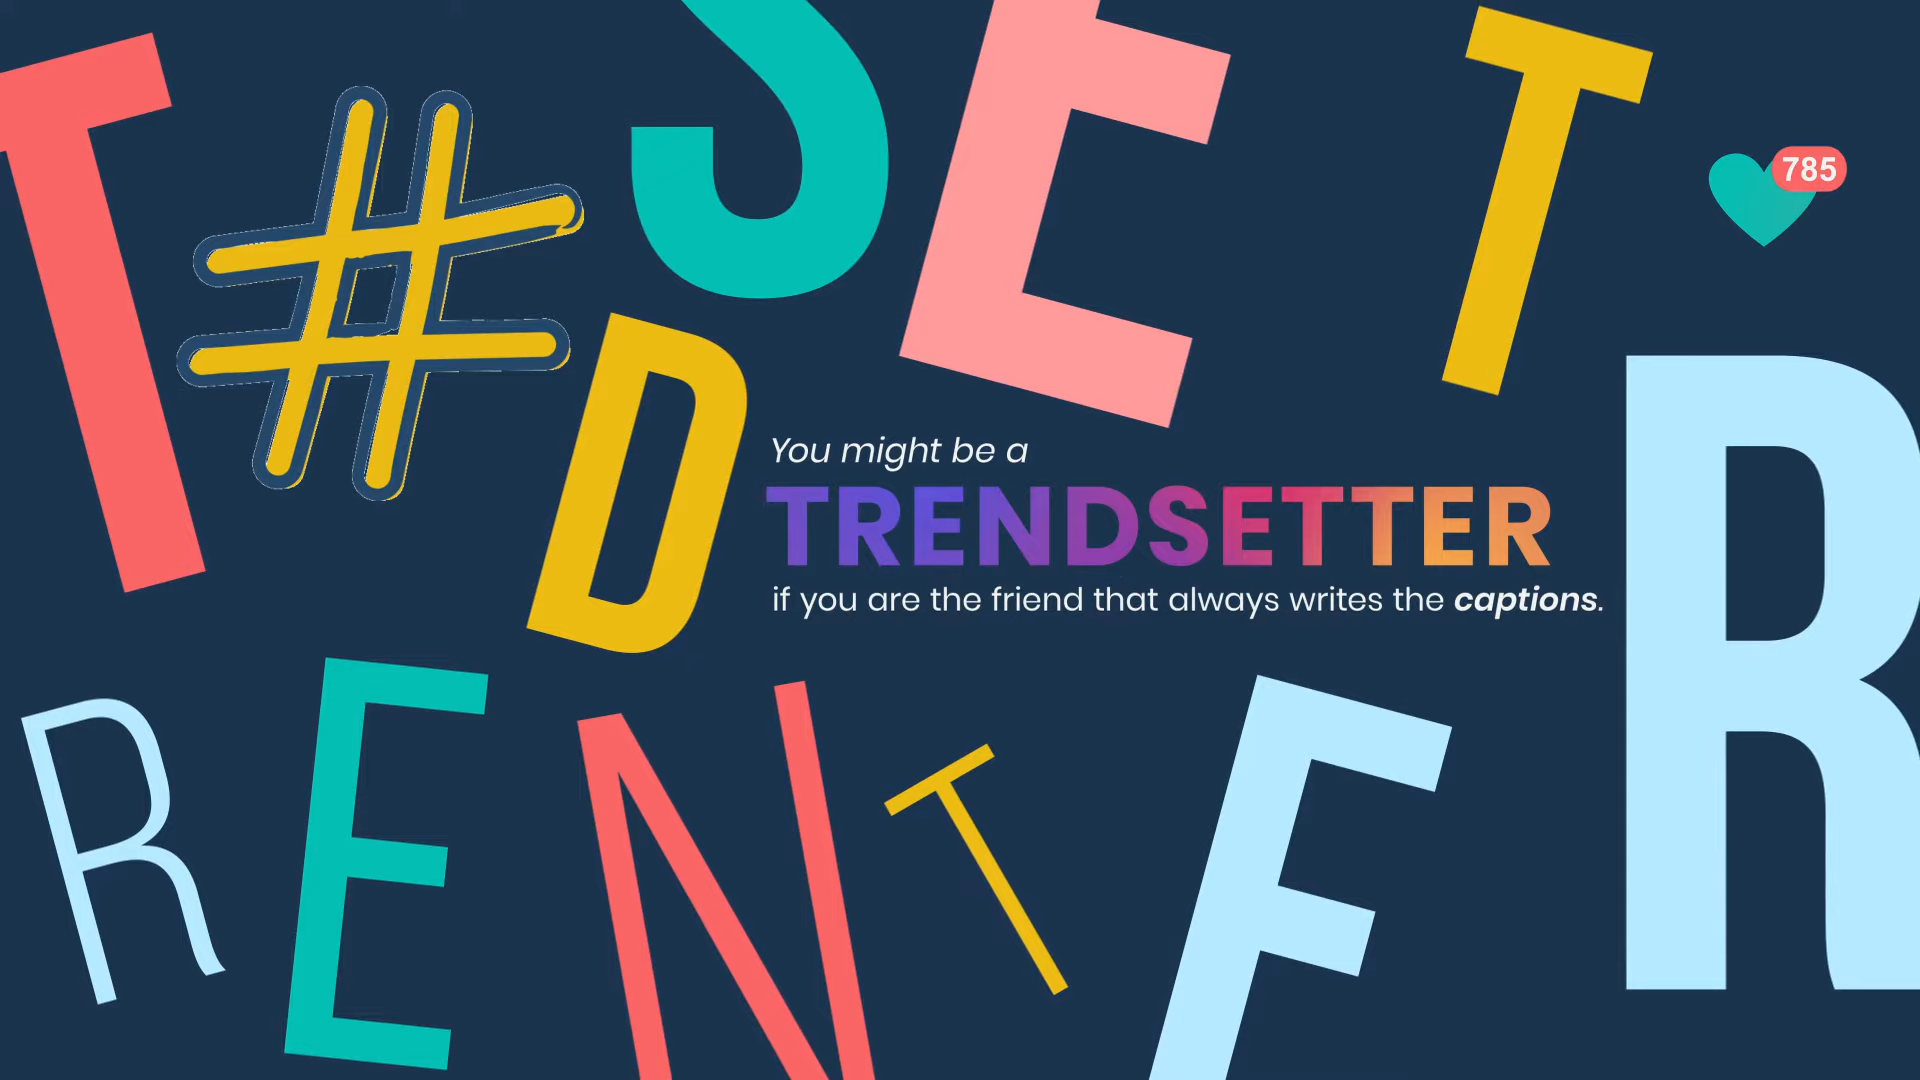 T
#
S
E
T
785
D
You might be a
TRENDSETTER
if you are the friend that always writes the captions.
R
R
E
N
T
E